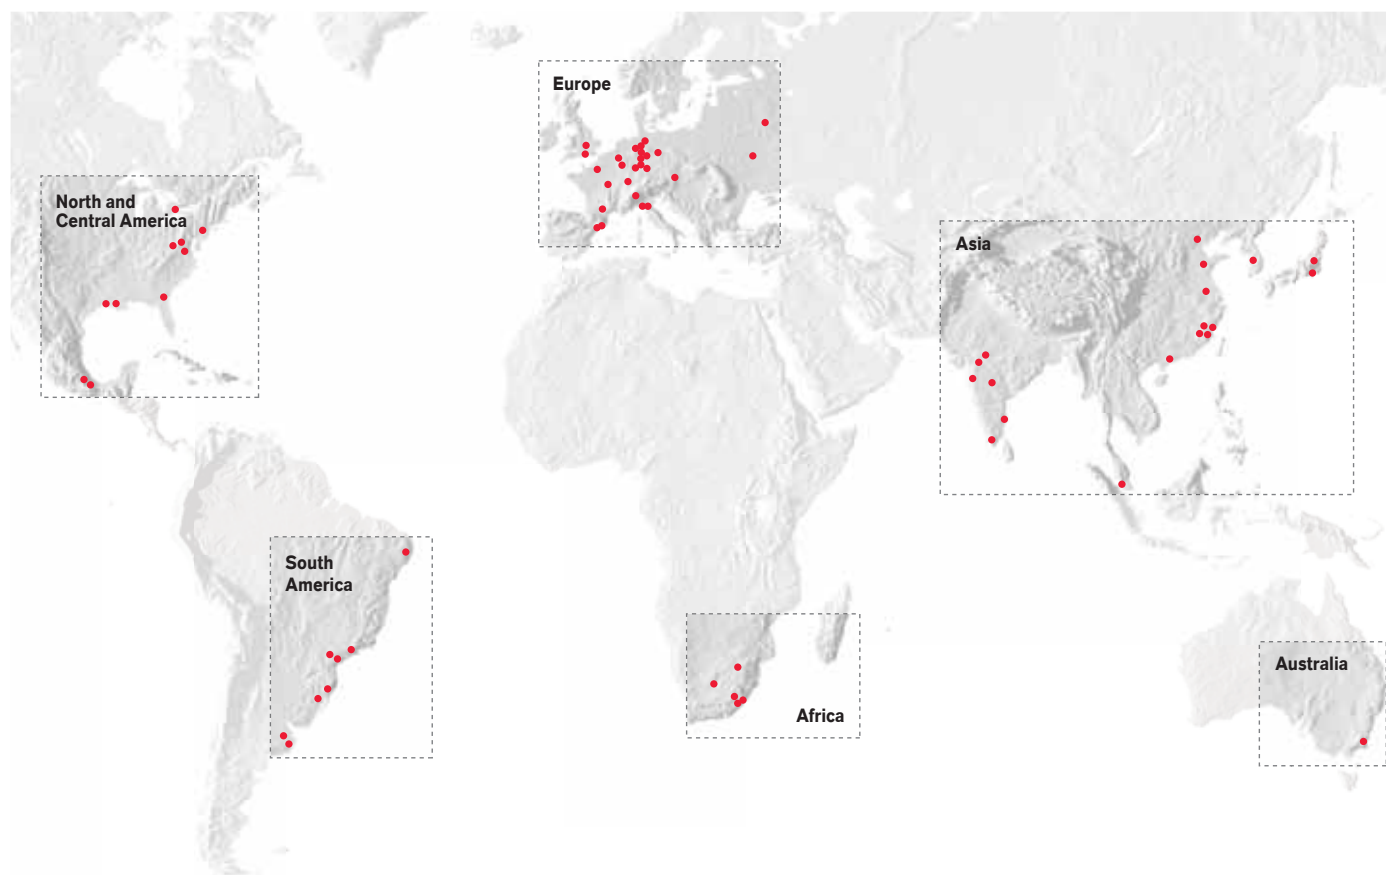 Europe
North and
Central America
Asia
South
America
Australia
Africa